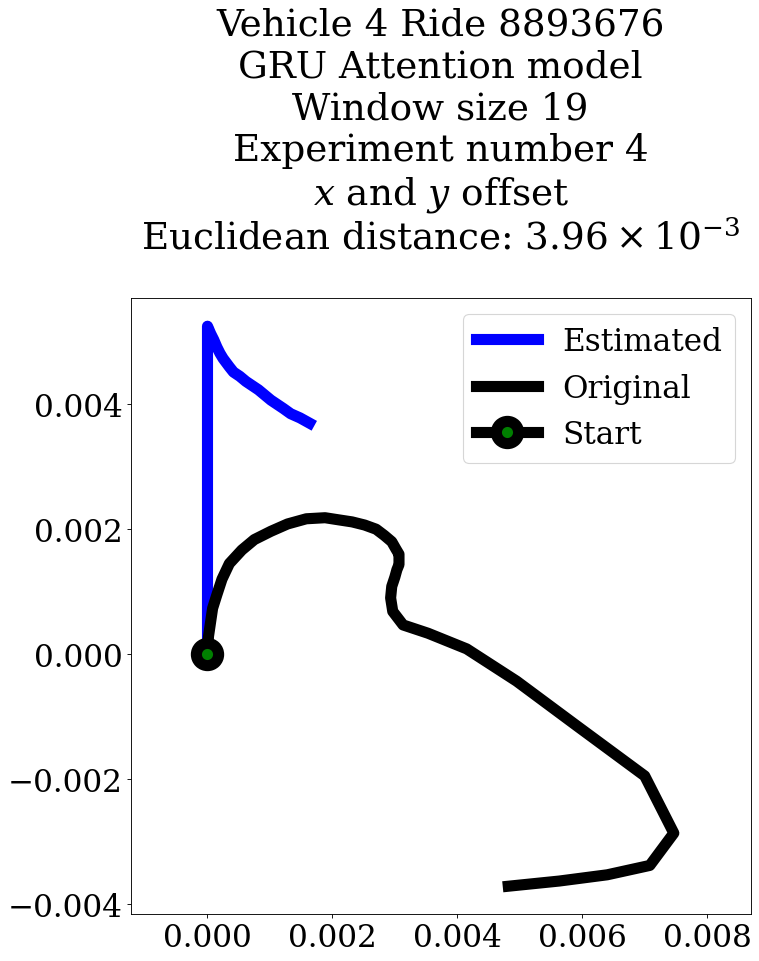 Vehicle 4 Ride 8893676
GRU Attention model
Window size 19
Experiment number 4
x and y offset
Euclidean distance: 3.96 × 10⁻³
Estimated
Original
Start
0.004
0.002
0.000
−0.002
−0.004
0.000 0.002 0.004 0.006 0.008